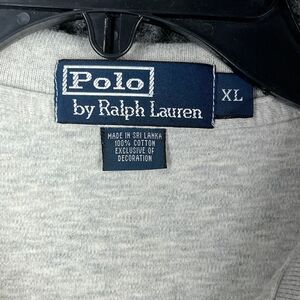 Polo
by Ralph Lauren
XL
MADE IN SRI LANKA
100% COTTON
EXCLUSIVE OF
DECORATION